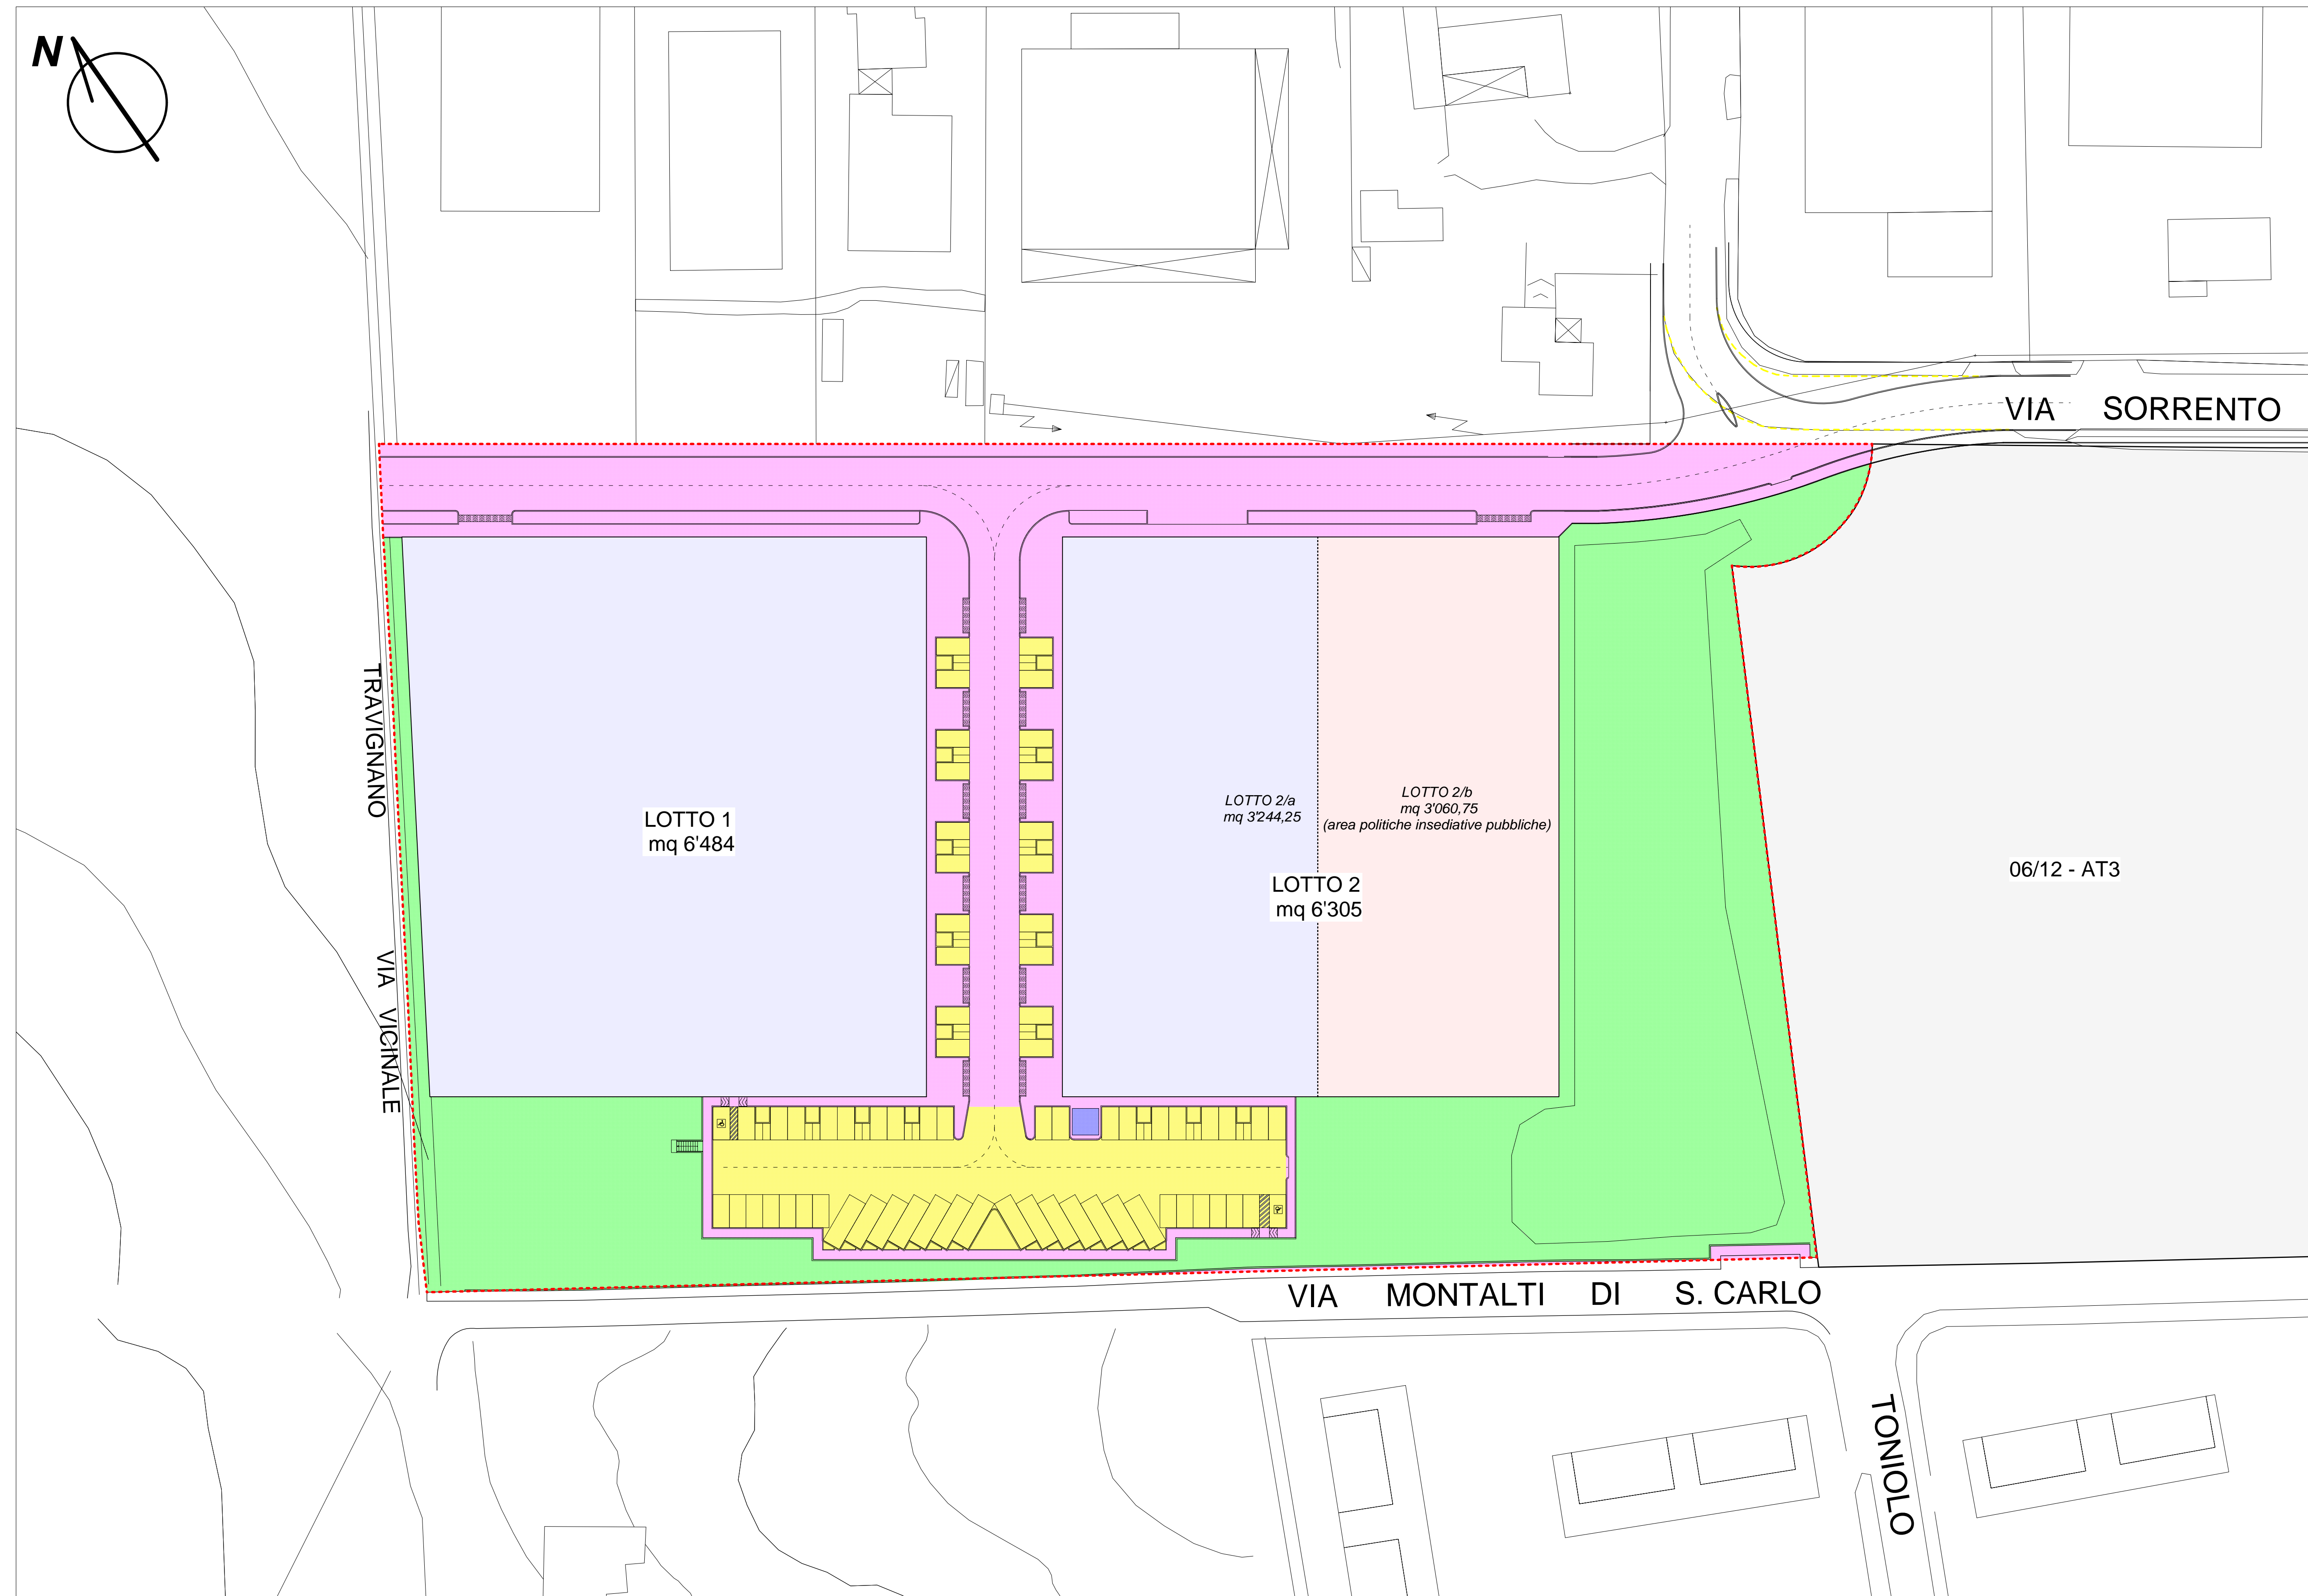 N
VIA SORRENTO
TRAVIGNANO
VIA VICINALE
LOTTO 1
mq 6'484
LOTTO 2/a
mq 3'244,25
LOTTO 2/b
mq 3'060,75
(area politiche insediative pubbliche)
LOTTO 2
mq 6'305
06/12 - AT3
VIA MONTALTI DI S. CARLO
TONIOLO